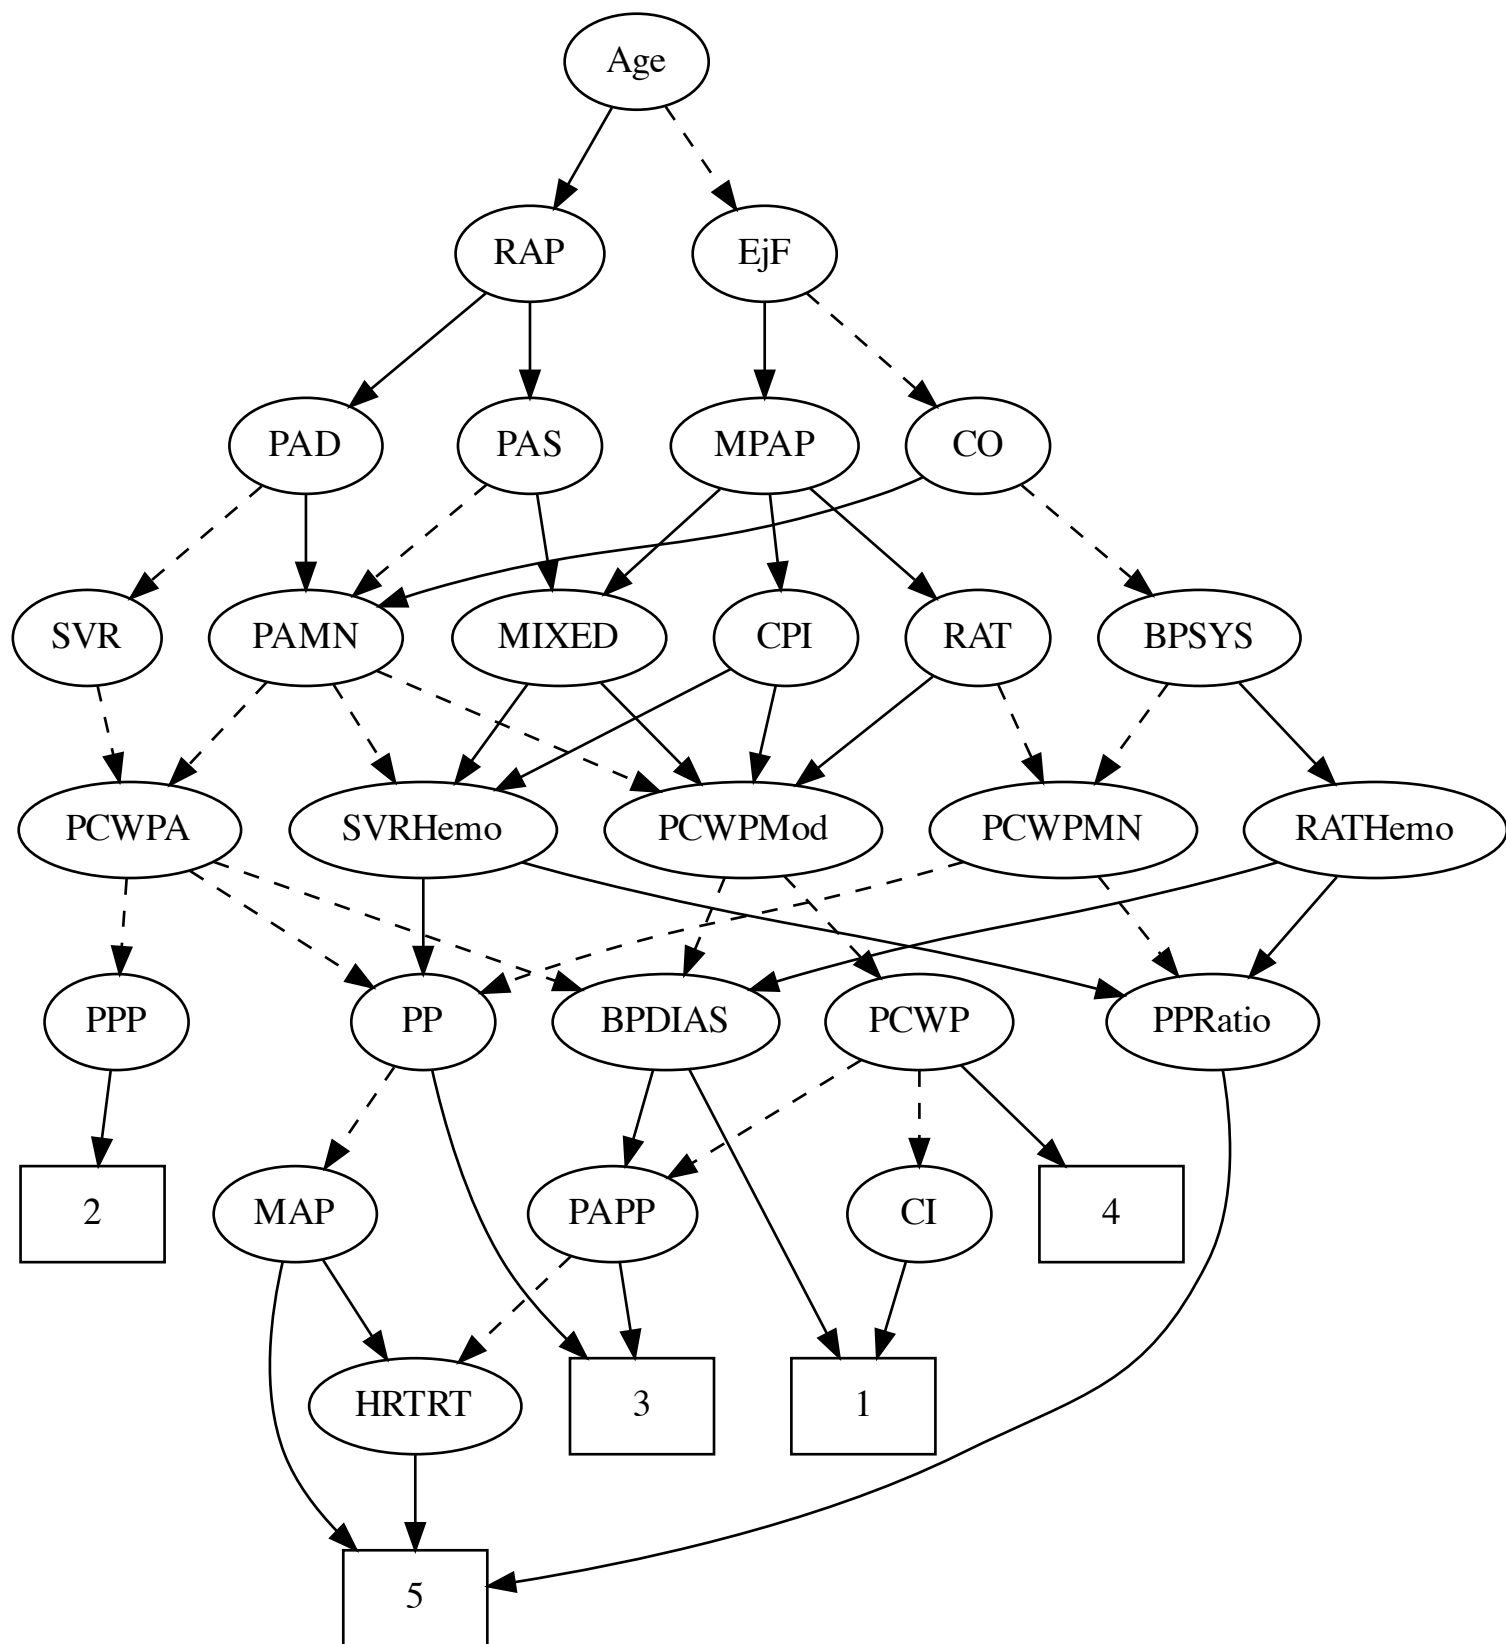 Age
RAP
EjF
PAD
PAS
MPAP
CO
SVR
PAMN
MIXED
CPI
RAT
BPSYS
PCWPA
SVRHemo
PCWPMod
PCWPMN
RATHemo
PPP
PP
BPDIAS
PCWP
PPRatio
2
MAP
PAPP
CI
4
HRTRT
3
1
5